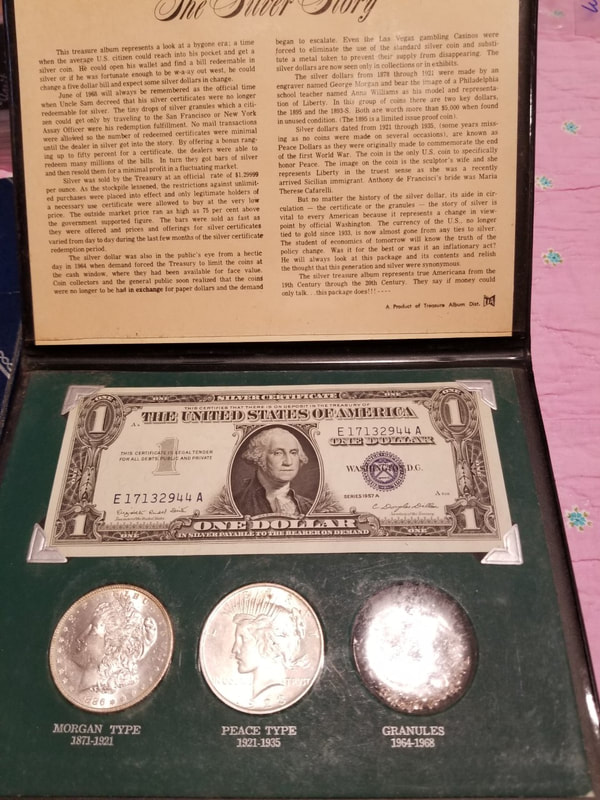 The Silver Story
This treasure album represents a look at a bygone era; a time
when the average U.S. citizen could reach into his pocket and get a
silver coin. He could open his wallet and find a bill redeemable in
silver or if he was fortunate enough to be w-a-y out west, he could
change a five dollar bill and expect some silver dollars in change.
June of 1968 will always be remembered as the official time
when Uncle Sam decreed that his silver certificates were no longer
redeemable for silver. The tiny drops of silver granules which a citi-
zen could get only by traveling to the San Francisco or New York
Assay Officer were his redemption fulfillment. No mail transactions
were allowed as the number of redeemed certificates were minimal
until the dealer in silver got into the story. By offering a bonus rang-
ing up to fifty percent for a certificate, the dealers were able to
redeem many millions of the bills. In turn they got bars of silver
and then resold them for a minimal profit in a fluctuating market.
Silver was sold by the Treasury at an official rate of $1.29999
per ounce. As the stockpile lessened, the restrictions against unlimit-
ed purchases were placed into effect and only legitimate holders of
a necessary use certificate were allowed to buy at the very low
price. The outside market price ran as high as 75 per cent above
the government supported figure. The bars were sold as fast as
they were offered and prices and offerings for silver certificates
varied from day to day during the last few months of the silver certificate
redemption period.
The silver dollar was also in the public's eye from a hectic
day in 1964 when demand forced the Treasury to limit the coins at
the cash window, where they had been available for face value.
Coin collectors and the general public soon realized that the coins
were no longer to be had in exchange for paper dollars and the demand
began to escalate. Even the Las Vegas gambling Casinos were
forced to eliminate the use of the standard silver coin and substi-
tute a metal token to prevent their supply from disappearing. The
silver dollars are now seen only in collections or in exhibits.
The silver dollars from 1878 through 1921 were made by an
engraver named George Morgan and bear the image of a Philadelphia
school teacher named Anna Williams as his model and representa-
tion of Liberty. In this group of coins there are two key dollars,
the 1895 and the 1893-S. Both are worth more than $5,000 when found
in unused condition. (The 1895 is a limited issue proof coin).
Silver dollars dated from 1921 through 1935, (some years miss-
ing as no coins were made on several occasions), are known as
Peace Dollars as they were originally made to commemorate the end
of the first World War. The coin is the only U.S. coin to specifically
honor Peace. The image on the coin is the sculptor's wife and she
represents Liberty in the truest sense as she was a recently
arrived Sicilian immigrant. Anthony de Francisci's bride was Maria
Therese Cafarelli.
But no matter the history of the silver dollar, its aide in cir-
culation — the certificate or the granules — the story of silver is
vital to every American because it represents a change in view-
point by official Washington. The currency of the U.S., no longer
tied to gold since 1933, is now almost gone from any ties to silver.
The student of economics of tomorrow will know the truth of the
policy change. Was it for the best or was it an inflationary act?
He will always look at this package and its contents and relish
the thought that this generation and silver were synonymous.
The silver treasure album represents true Americana from the
19th Century through the 20th Century. They say if money could
only talk . . . this package does!!! - - - -
A Product of Treasure Album Dist.
SILVER CERTIFICATE
THIS CERTIFIES THAT THERE IS ON DEPOSIT IN THE TREASURY OF
THE UNITED STATES OF AMERICA
E 17132944 A
ONE DOLLAR
THIS CERTIFICATE IS LEGAL TENDER
FOR ALL DEBTS PUBLIC AND PRIVATE
WASHINGTON, D.C.
E 17132944 A
SERIES 1957 A
ONE DOLLAR
IN SILVER PAYABLE TO THE BEARER ON DEMAND
MORGAN TYPE
1871-1921
PEACE TYPE
1921-1935
GRANULES
1964-1968